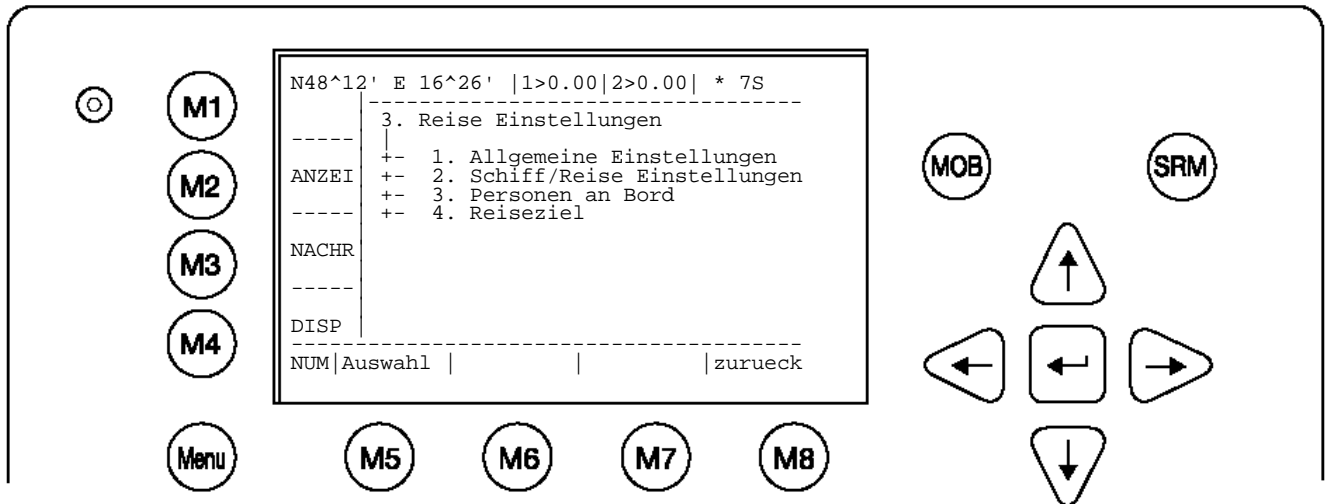 N48^12' E 16^26' |1>0.00|2>0.00| * 7S
3. Reise Einstellungen
+- 1. Allgemeine Einstellungen
+- 2. Schiff/Reise Einstellungen
+- 3. Personen an Bord
+- 4. Reiseziel
ANZEI
NACHR
DISP
NUM|Auswahl | | |zurueck
M1
M2
M3
M4
Menu
M5
M6
M7
M8
MOB
SRM